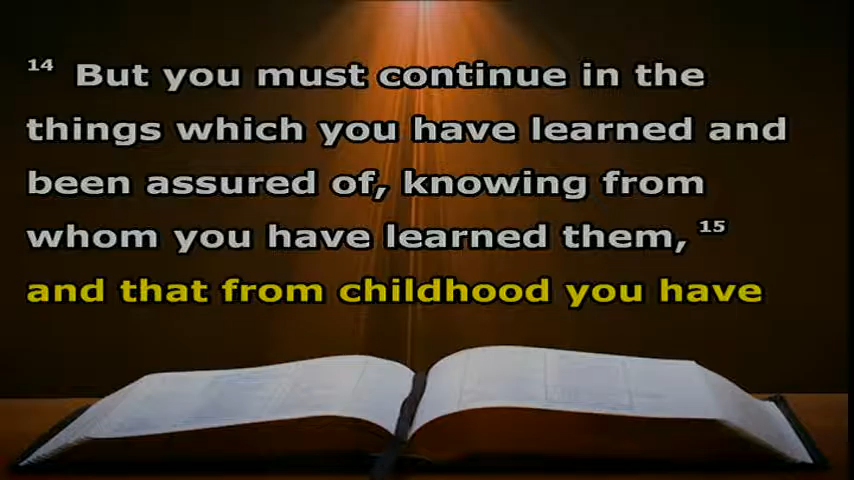 14 But you must continue in the
things which you have learned and
been assured of, knowing from
whom you have learned them, 15
and that from childhood you have